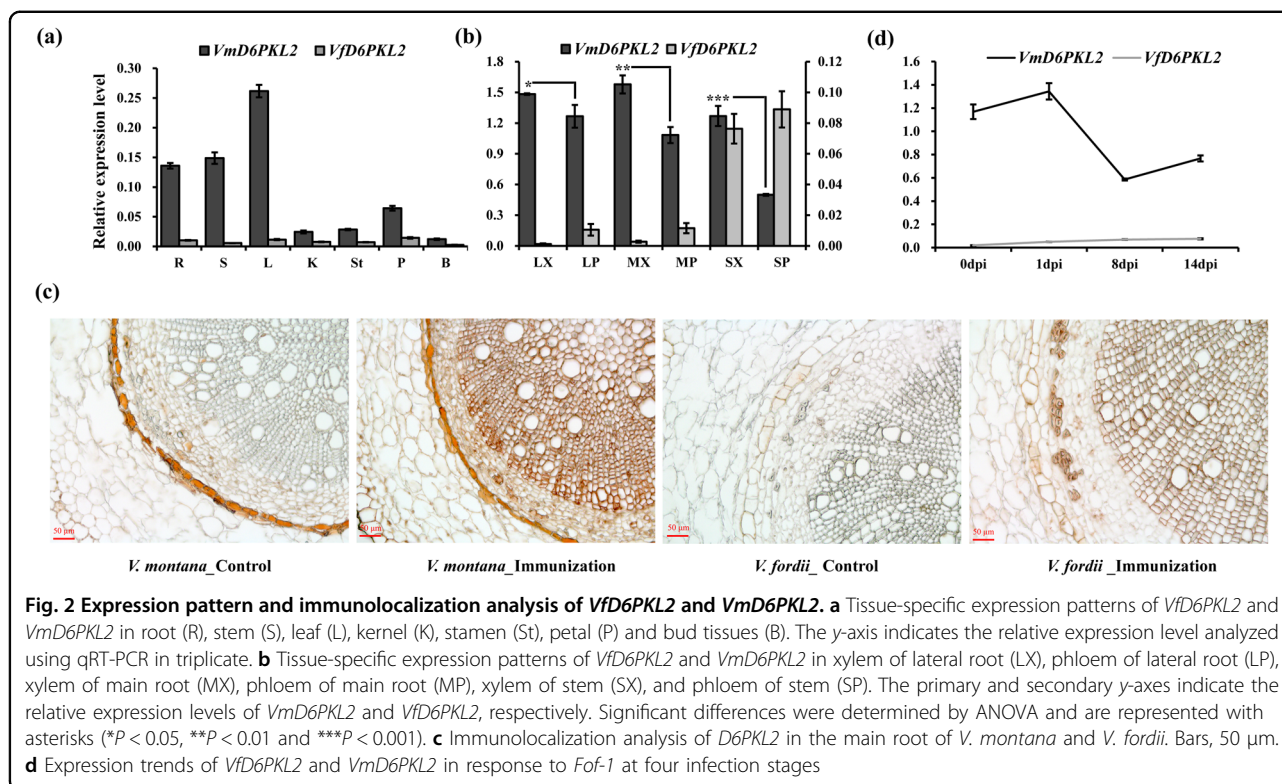 (a)
VmD6PKL2 VfD6PKL2
Relative expression level
0.30
0.25
0.20
0.15
0.10
0.05
0.00
R S L K St P B
(b)
VmD6PKL2 VfD6PKL2
1.8
1.5
1.2
0.9
0.6
0.3
0.0
* ** ***
0.12
0.10
0.08
0.06
0.04
0.02
0.00
LX LP MX MP SX SP
(d)
VmD6PKL2 VfD6PKL2
1.6
1.4
1.2
1.0
0.8
0.6
0.4
0.2
0.0
0dpi 1dpi 8dpi 14dpi
(c)
50 μm 50 μm 50 μm 50 μm
V. montana_Control V. montana_Immunization V. fordii_ Control V. fordii _Immunization
Fig. 2 Expression pattern and immunolocalization analysis of VfD6PKL2 and VmD6PKL2. a Tissue-specific expression patterns of VfD6PKL2 and
VmD6PKL2 in root (R), stem (S), leaf (L), kernel (K), stamen (St), petal (P) and bud tissues (B). The y-axis indicates the relative expression level analyzed
using qRT-PCR in triplicate. b Tissue-specific expression patterns of VfD6PKL2 and VmD6PKL2 in xylem of lateral root (LX), phloem of lateral root (LP),
xylem of main root (MX), phloem of main root (MP), xylem of stem (SX), and phloem of stem (SP). The primary and secondary y-axes indicate the
relative expression levels of VmD6PKL2 and VfD6PKL2, respectively. Significant differences were determined by ANOVA and are represented with
asterisks (*P < 0.05, **P < 0.01 and ***P < 0.001). c Immunolocalization analysis of D6PKL2 in the main root of V. montana and V. fordii. Bars, 50 μm.
d Expression trends of VfD6PKL2 and VmD6PKL2 in response to Fof-1 at four infection stages